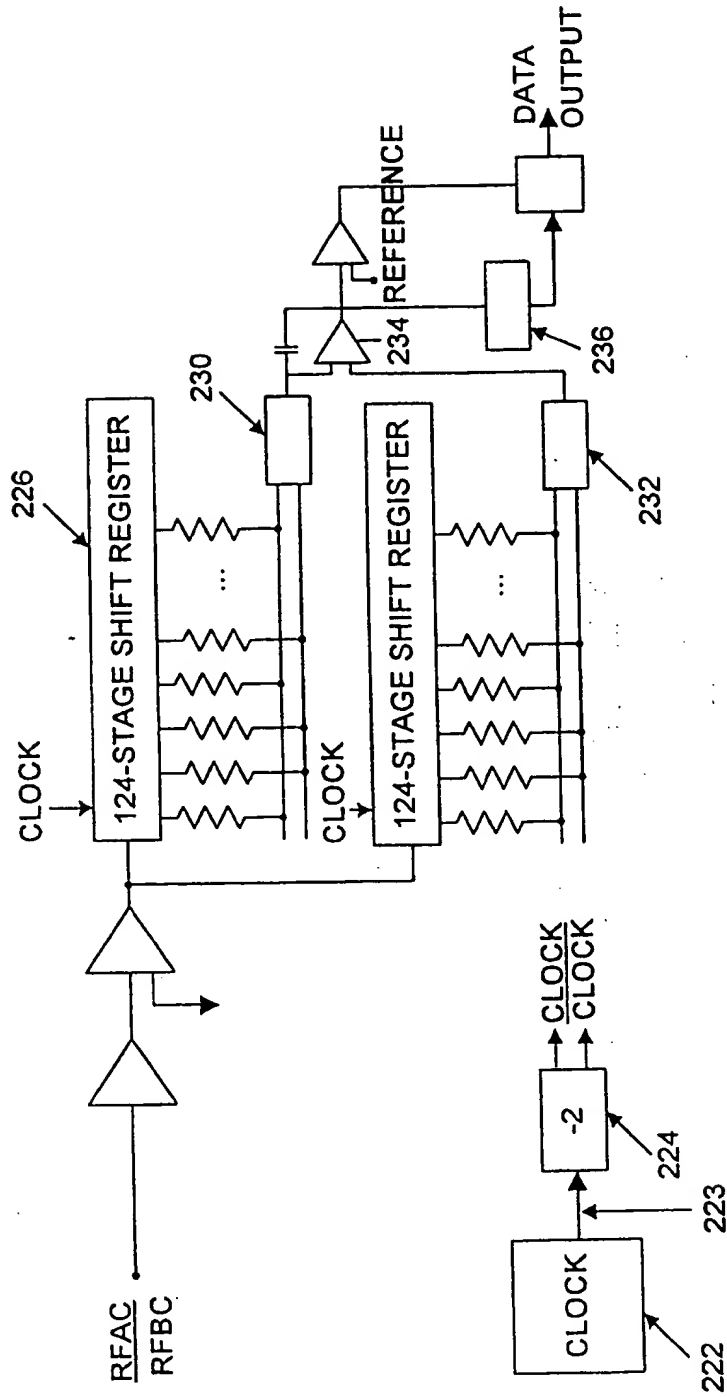 226
CLOCK
124-STAGE SHIFT REGISTER
230
...
RFAC
RFBC
CLOCK
124-STAGE SHIFT REGISTER
234
REFERENCE
236
DATA
OUTPUT
...
232
CLOCK
223
-2
224
CLOCK
CLOCK
222